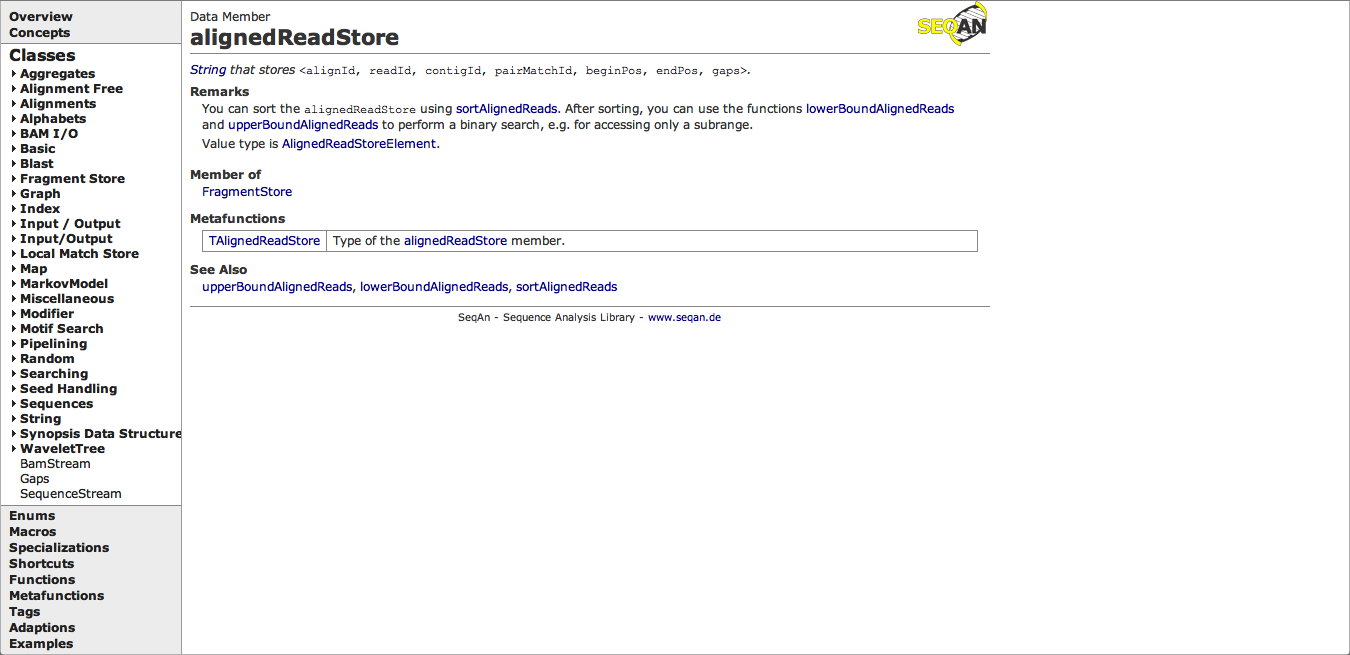 Overview
Concepts
Classes
Aggregates
Alignment Free
Alignments
Alphabets
BAM I/O
Basic
Blast
Fragment Store
Graph
Index
Input / Output
Input/Output
Local Match Store
Map
MarkovModel
Miscellaneous
Modifier
Motif Search
Pipelining
Random
Searching
Seed Handling
Sequences
String
Synopsis Data Structure
WaveletTree
BamStream
Gaps
SequenceStream
Enums
Macros
Specializations
Shortcuts
Functions
Metafunctions
Tags
Adaptions
Examples
Data Member
SEQAN
alignedReadStore
String that stores <alignId, readId, contigId, pairMatchId, beginPos, endPos, gaps>.
Remarks
You can sort the alignedReadStore using sortAlignedReads. After sorting, you can use the functions lowerBoundAlignedReads
and upperBoundAlignedReads to perform a binary search, e.g. for accessing only a subrange.
Value type is AlignedReadStoreElement.
Member of
FragmentStore
Metafunctions
TAlignedReadStore Type of the alignedReadStore member.
See Also
upperBoundAlignedReads, lowerBoundAlignedReads, sortAlignedReads
SeqAn - Sequence Analysis Library - www.seqan.de